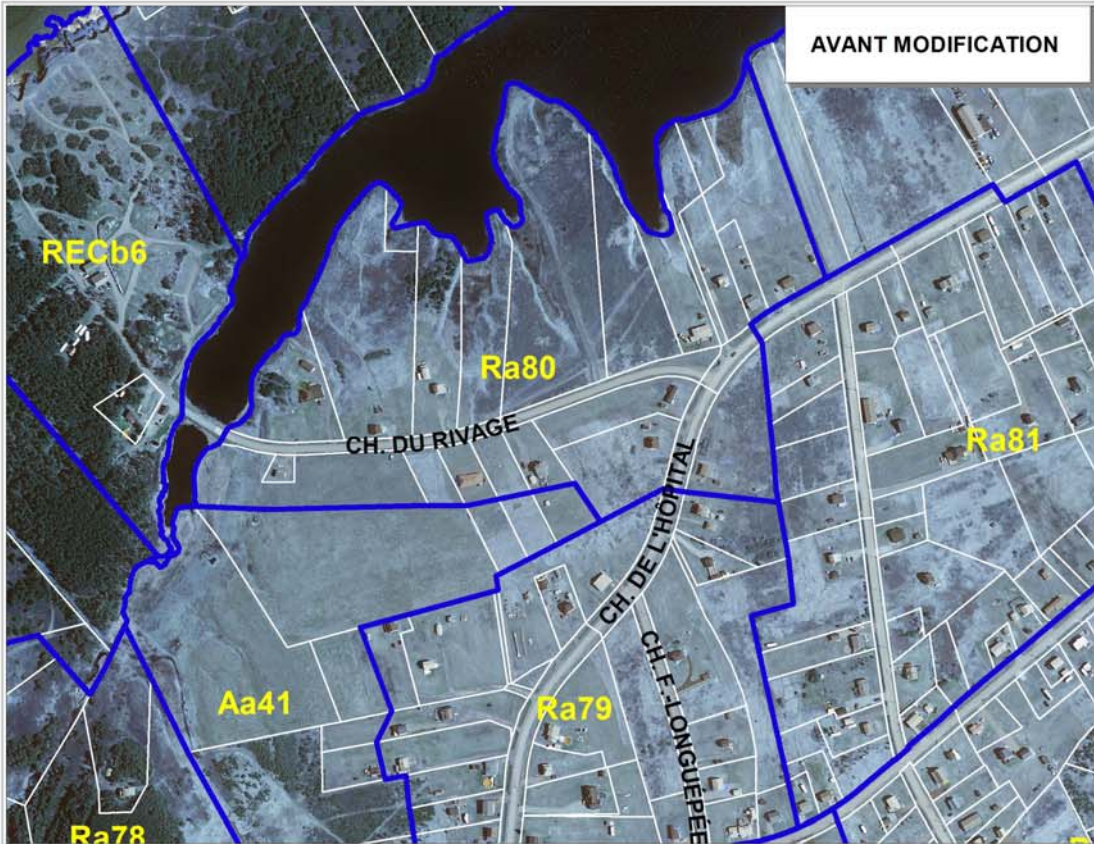 AVANT MODIFICATION
RECb6
Ra80
CH. DU RIVAGE
Ra81
CH. DE L'HÔPITAL
CH. F.-LONGUEPÉE
Aa41
Ra79
Ra78